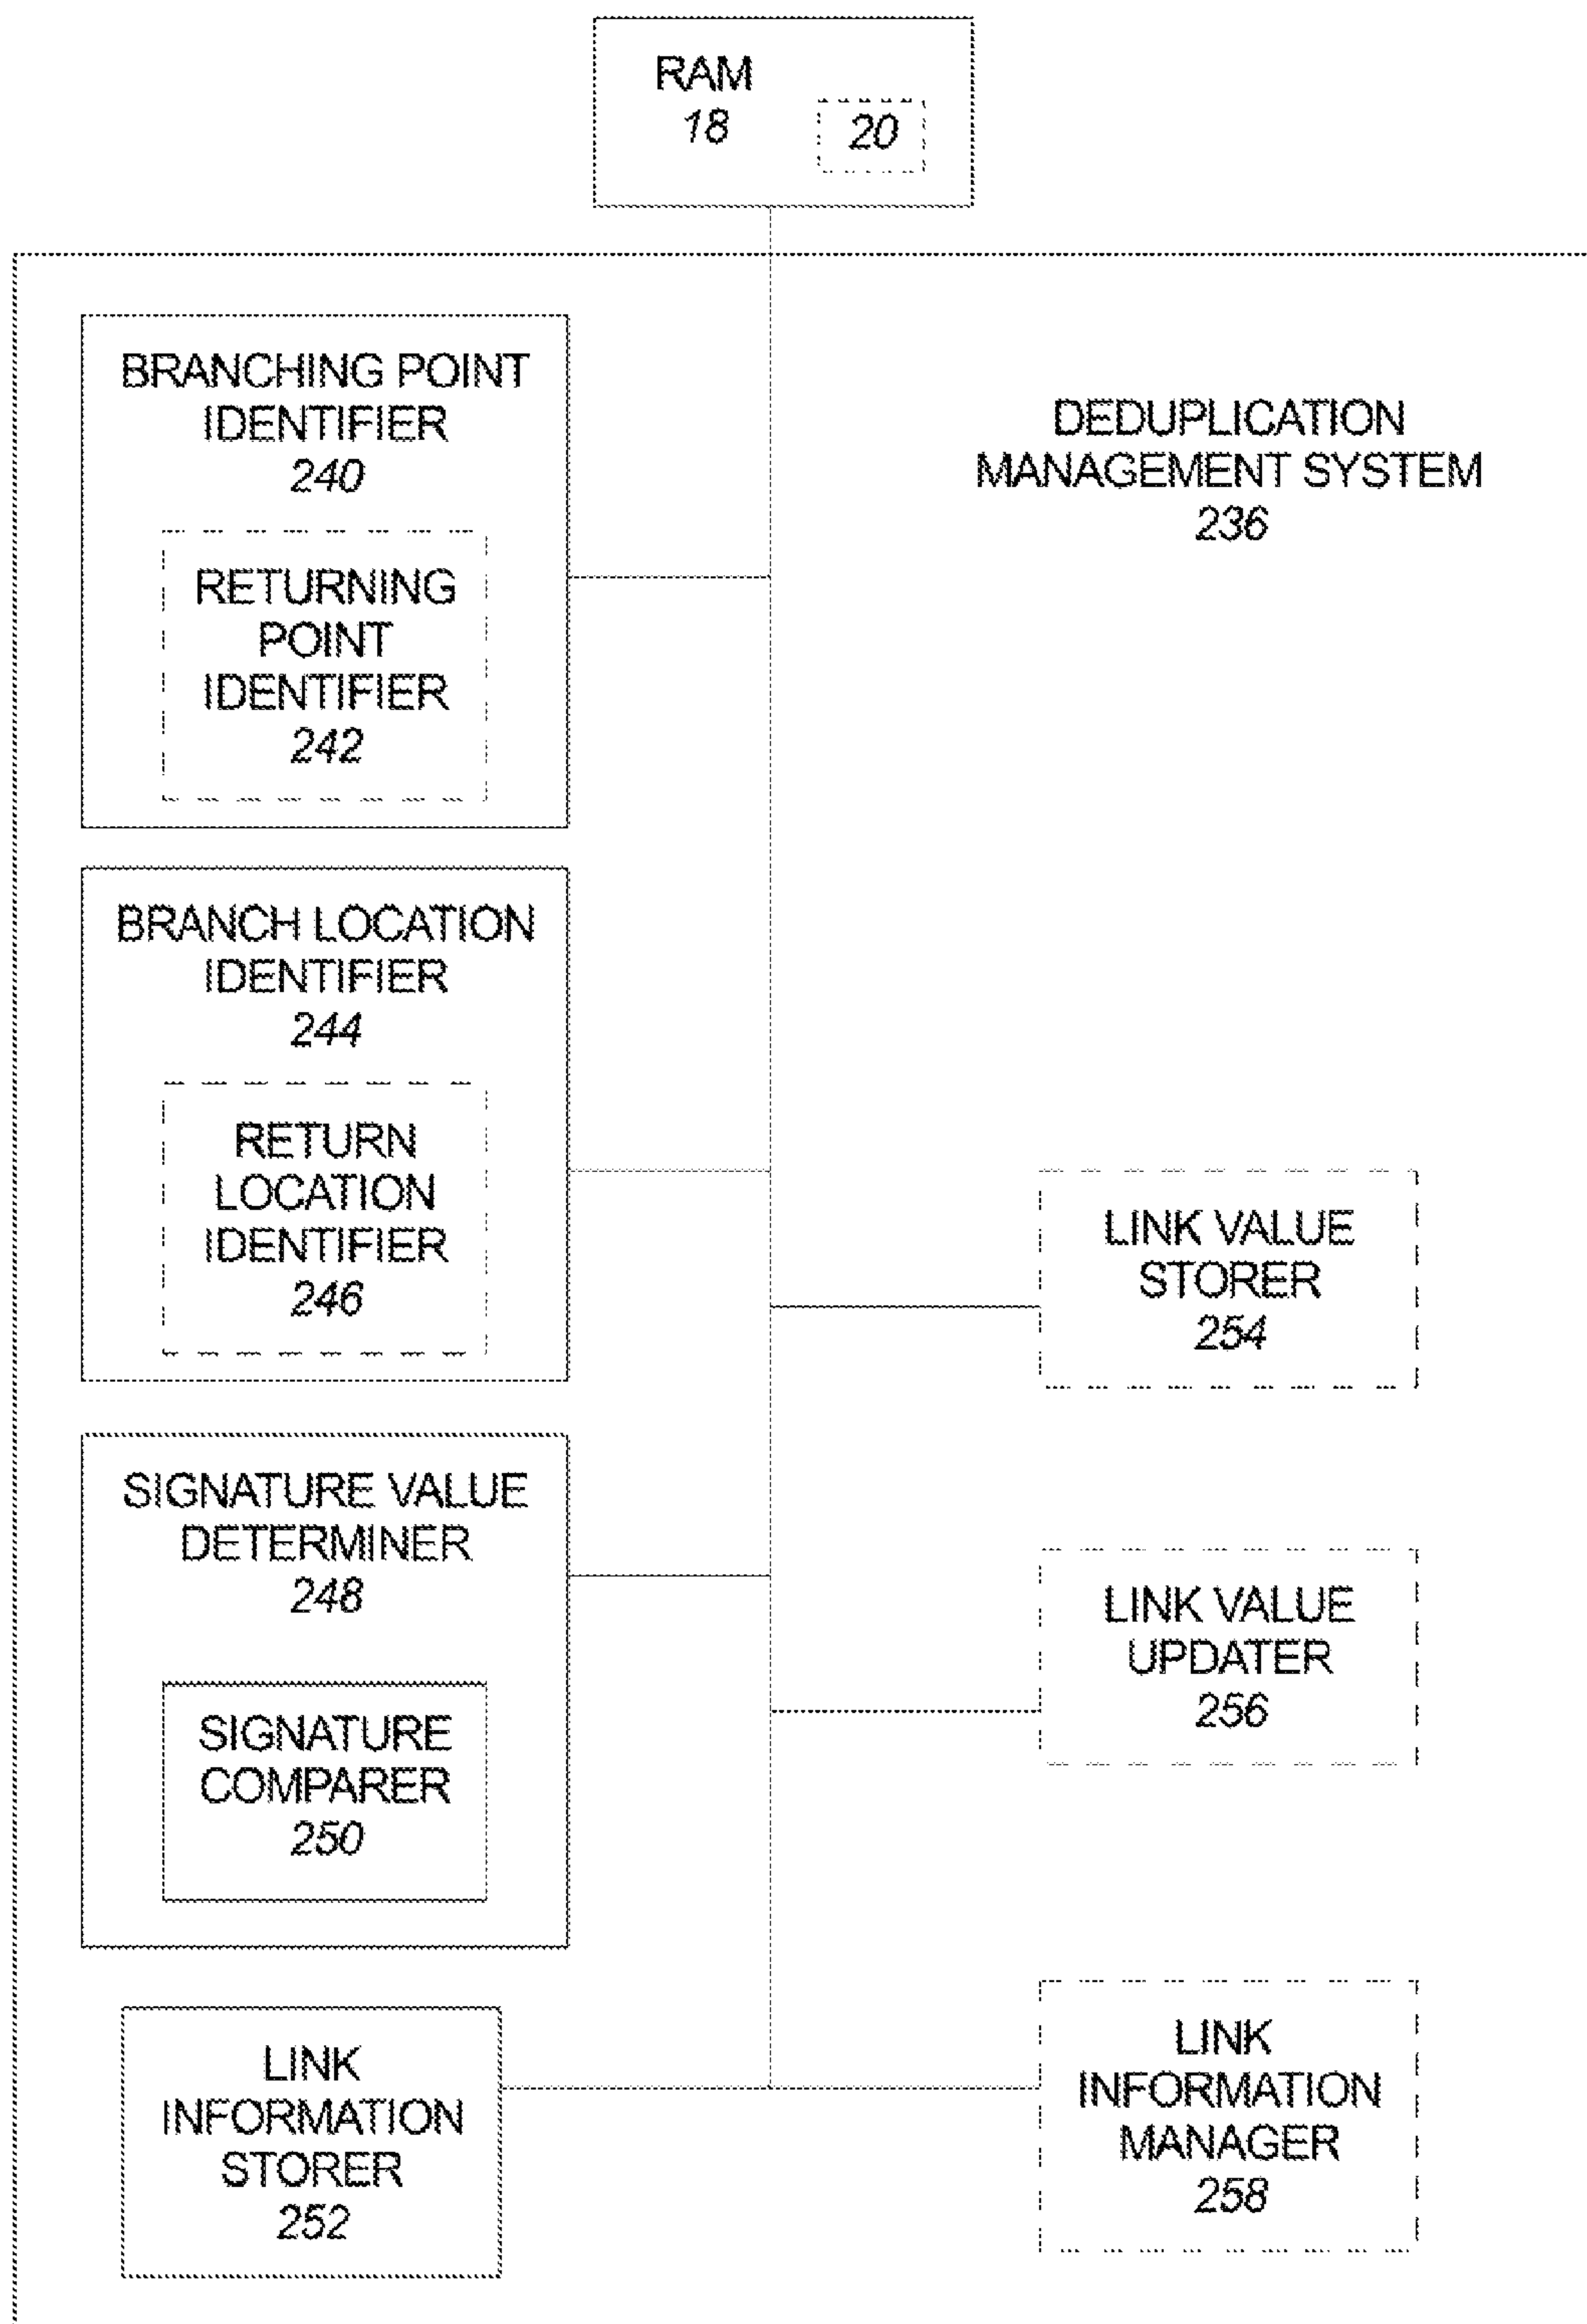 RAM
18
20
BRANCHING POINT
IDENTIFIER
240
RETURNING
POINT
IDENTIFIER
242
DEDUPLICATION
MANAGEMENT SYSTEM
236
BRANCH LOCATION
IDENTIFIER
244
RETURN
LOCATION
IDENTIFIER
246
LINK VALUE
STORER
254
SIGNATURE VALUE
DETERMINER
248
SIGNATURE
COMPARER
250
LINK VALUE
UPDATER
256
LINK
INFORMATION
STORER
252
LINK
INFORMATION
MANAGER
258